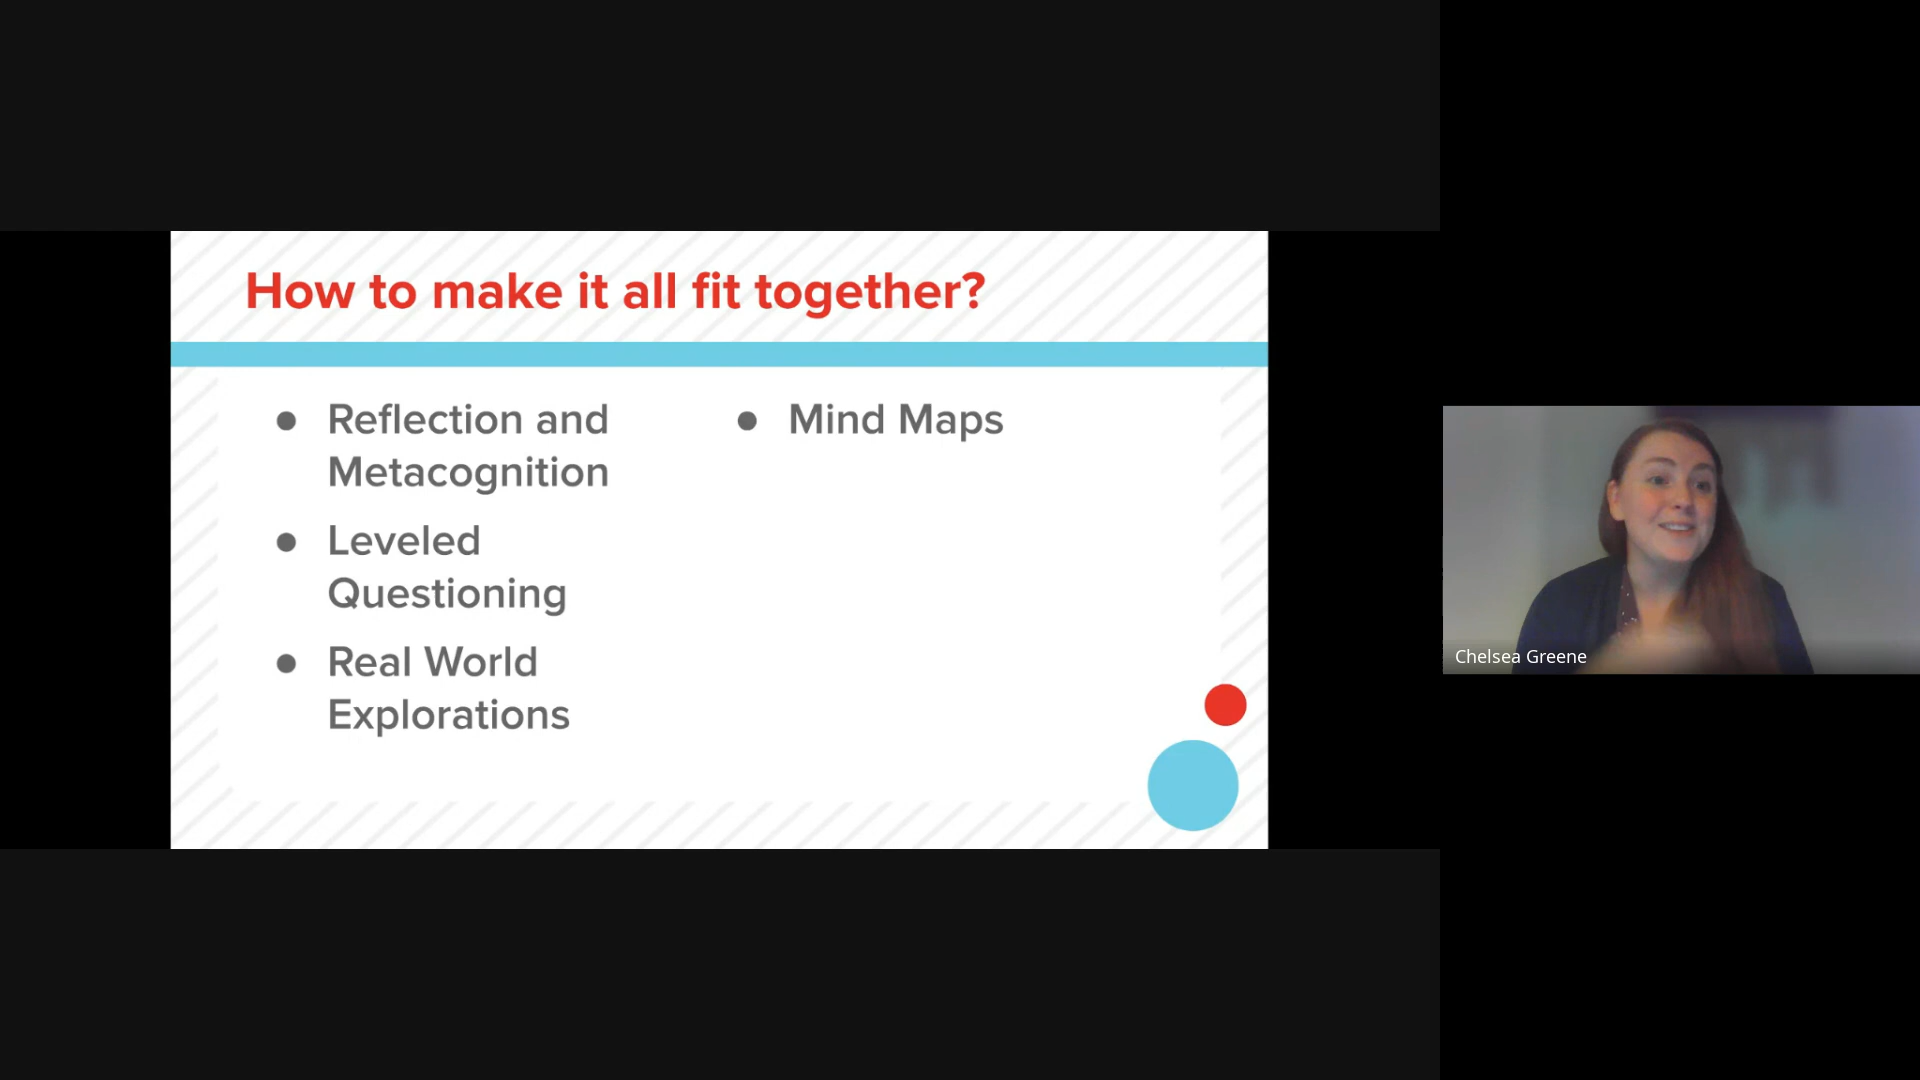 How to make it all fit together?
● Reflection and
Metacognition
● Leveled
Questioning
● Real World
Explorations
● Mind Maps
Chelsea Greene